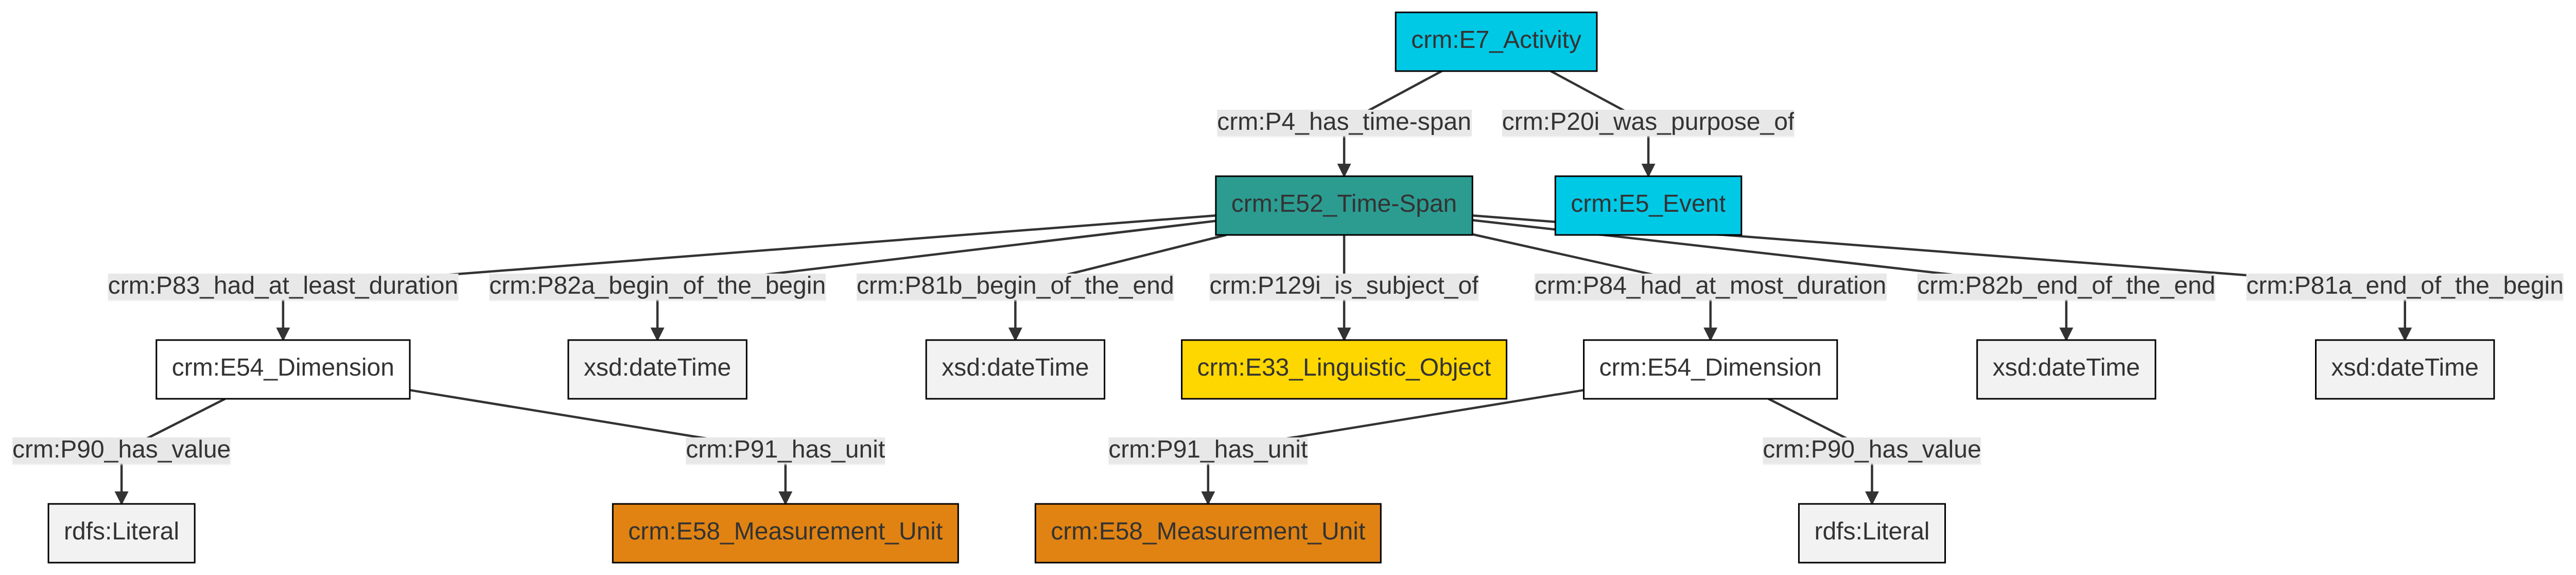 crm:E7_Activity
crm:P4_has_time-span
crm:P20i_was_purpose_of
crm:E52_Time-Span
crm:E5_Event
crm:P83_had_at_least_duration
crm:P82a_begin_of_the_begin
crm:P81b_begin_of_the_end
crm:P129i_is_subject_of
crm:P84_had_at_most_duration
crm:P82b_end_of_the_end
crm:P81a_end_of_the_begin
crm:E54_Dimension
xsd:dateTime
xsd:dateTime
crm:E33_Linguistic_Object
crm:E54_Dimension
xsd:dateTime
xsd:dateTime
crm:P90_has_value
crm:P91_has_unit
crm:P91_has_unit
crm:P90_has_value
rdfs:Literal
crm:E58_Measurement_Unit
crm:E58_Measurement_Unit
rdfs:Literal